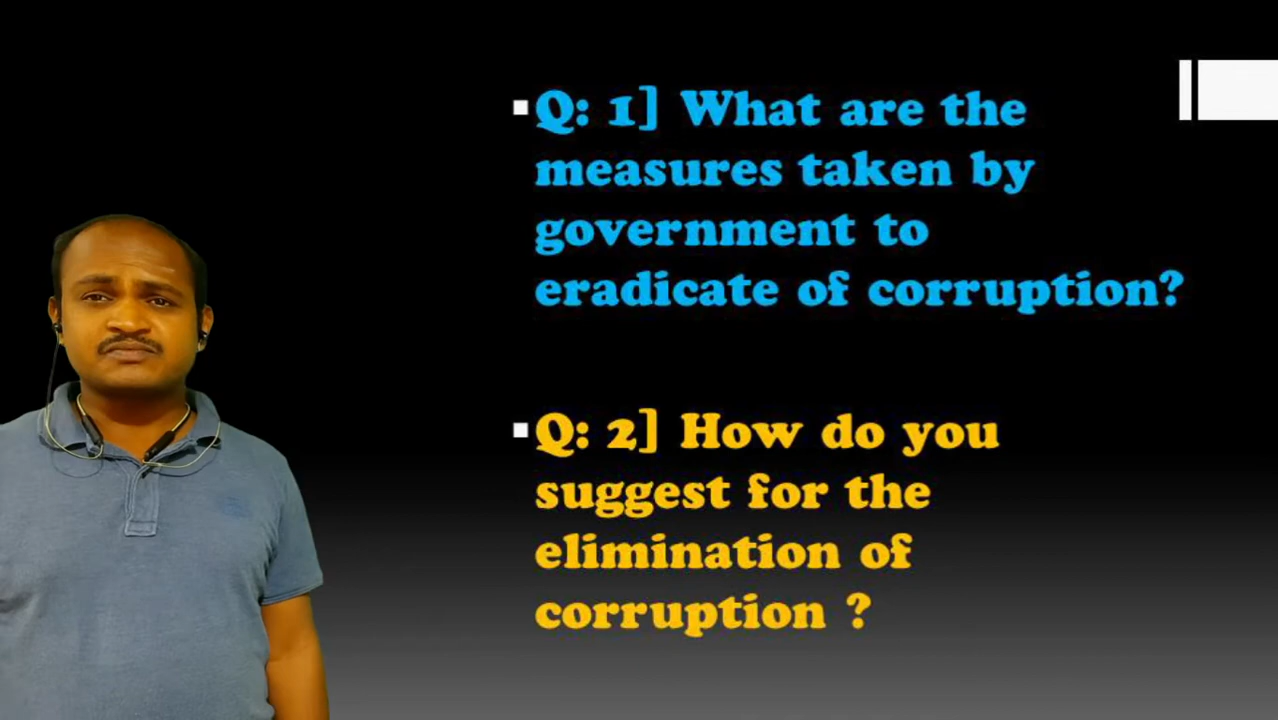 Q: 1] What are the
measures taken by
government to
eradicate of corruption?
Q: 2] How do you
suggest for the
elimination of
corruption ?